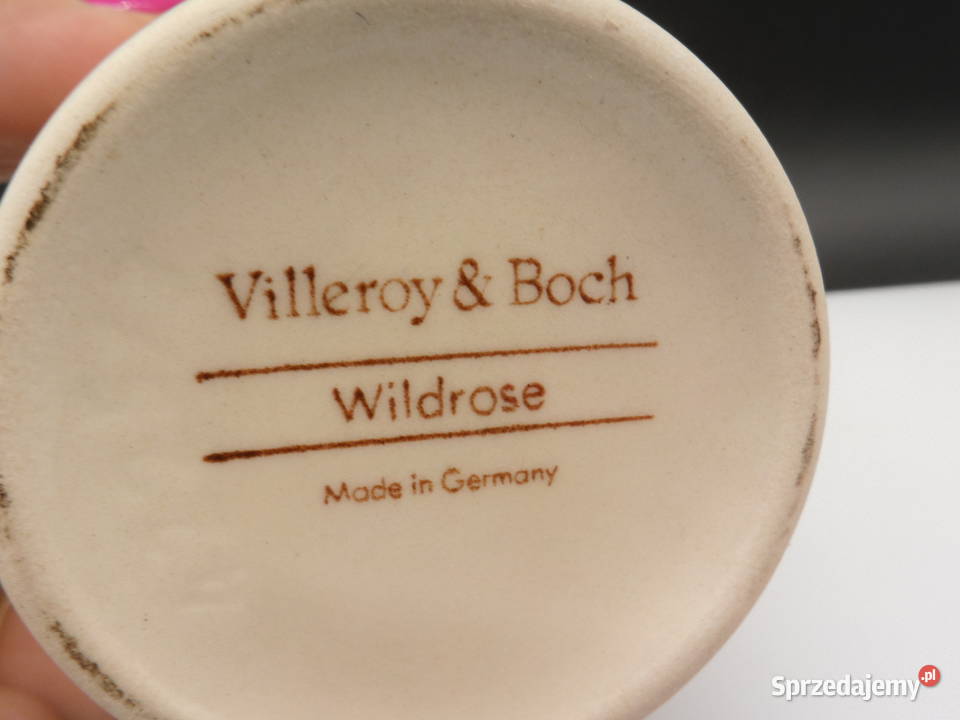 Villeroy & Boch
Wildrose
Made in Germany
Sprzedajemy.pl